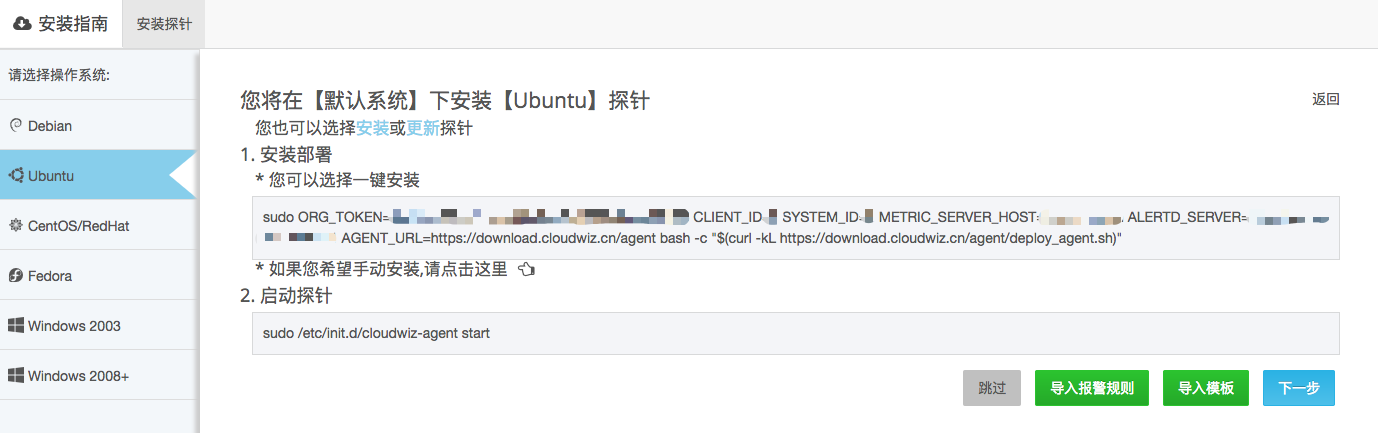 安装指南 安装探针
请选择操作系统:
Debian
Ubuntu
CentOS/RedHat
Fedora
Windows 2003
Windows 2008+
您将在【默认系统】下安装【Ubuntu】探针 返回
您也可以选择安装或更新探针
1. 安装部署
* 您可以选择一键安装
sudo ORG_TOKEN= CLIENT_ID SYSTEM_ID METRIC_SERVER_HOST ALERTD_SERVER=
AGENT_URL=https://download.cloudwiz.cn/agent bash -c "$(curl -kL https://download.cloudwiz.cn/agent/deploy_agent.sh)"
* 如果您希望手动安装,请点击这里
2. 启动探针
sudo /etc/init.d/cloudwiz-agent start
跳过 导入报警规则 导入模板 下一步